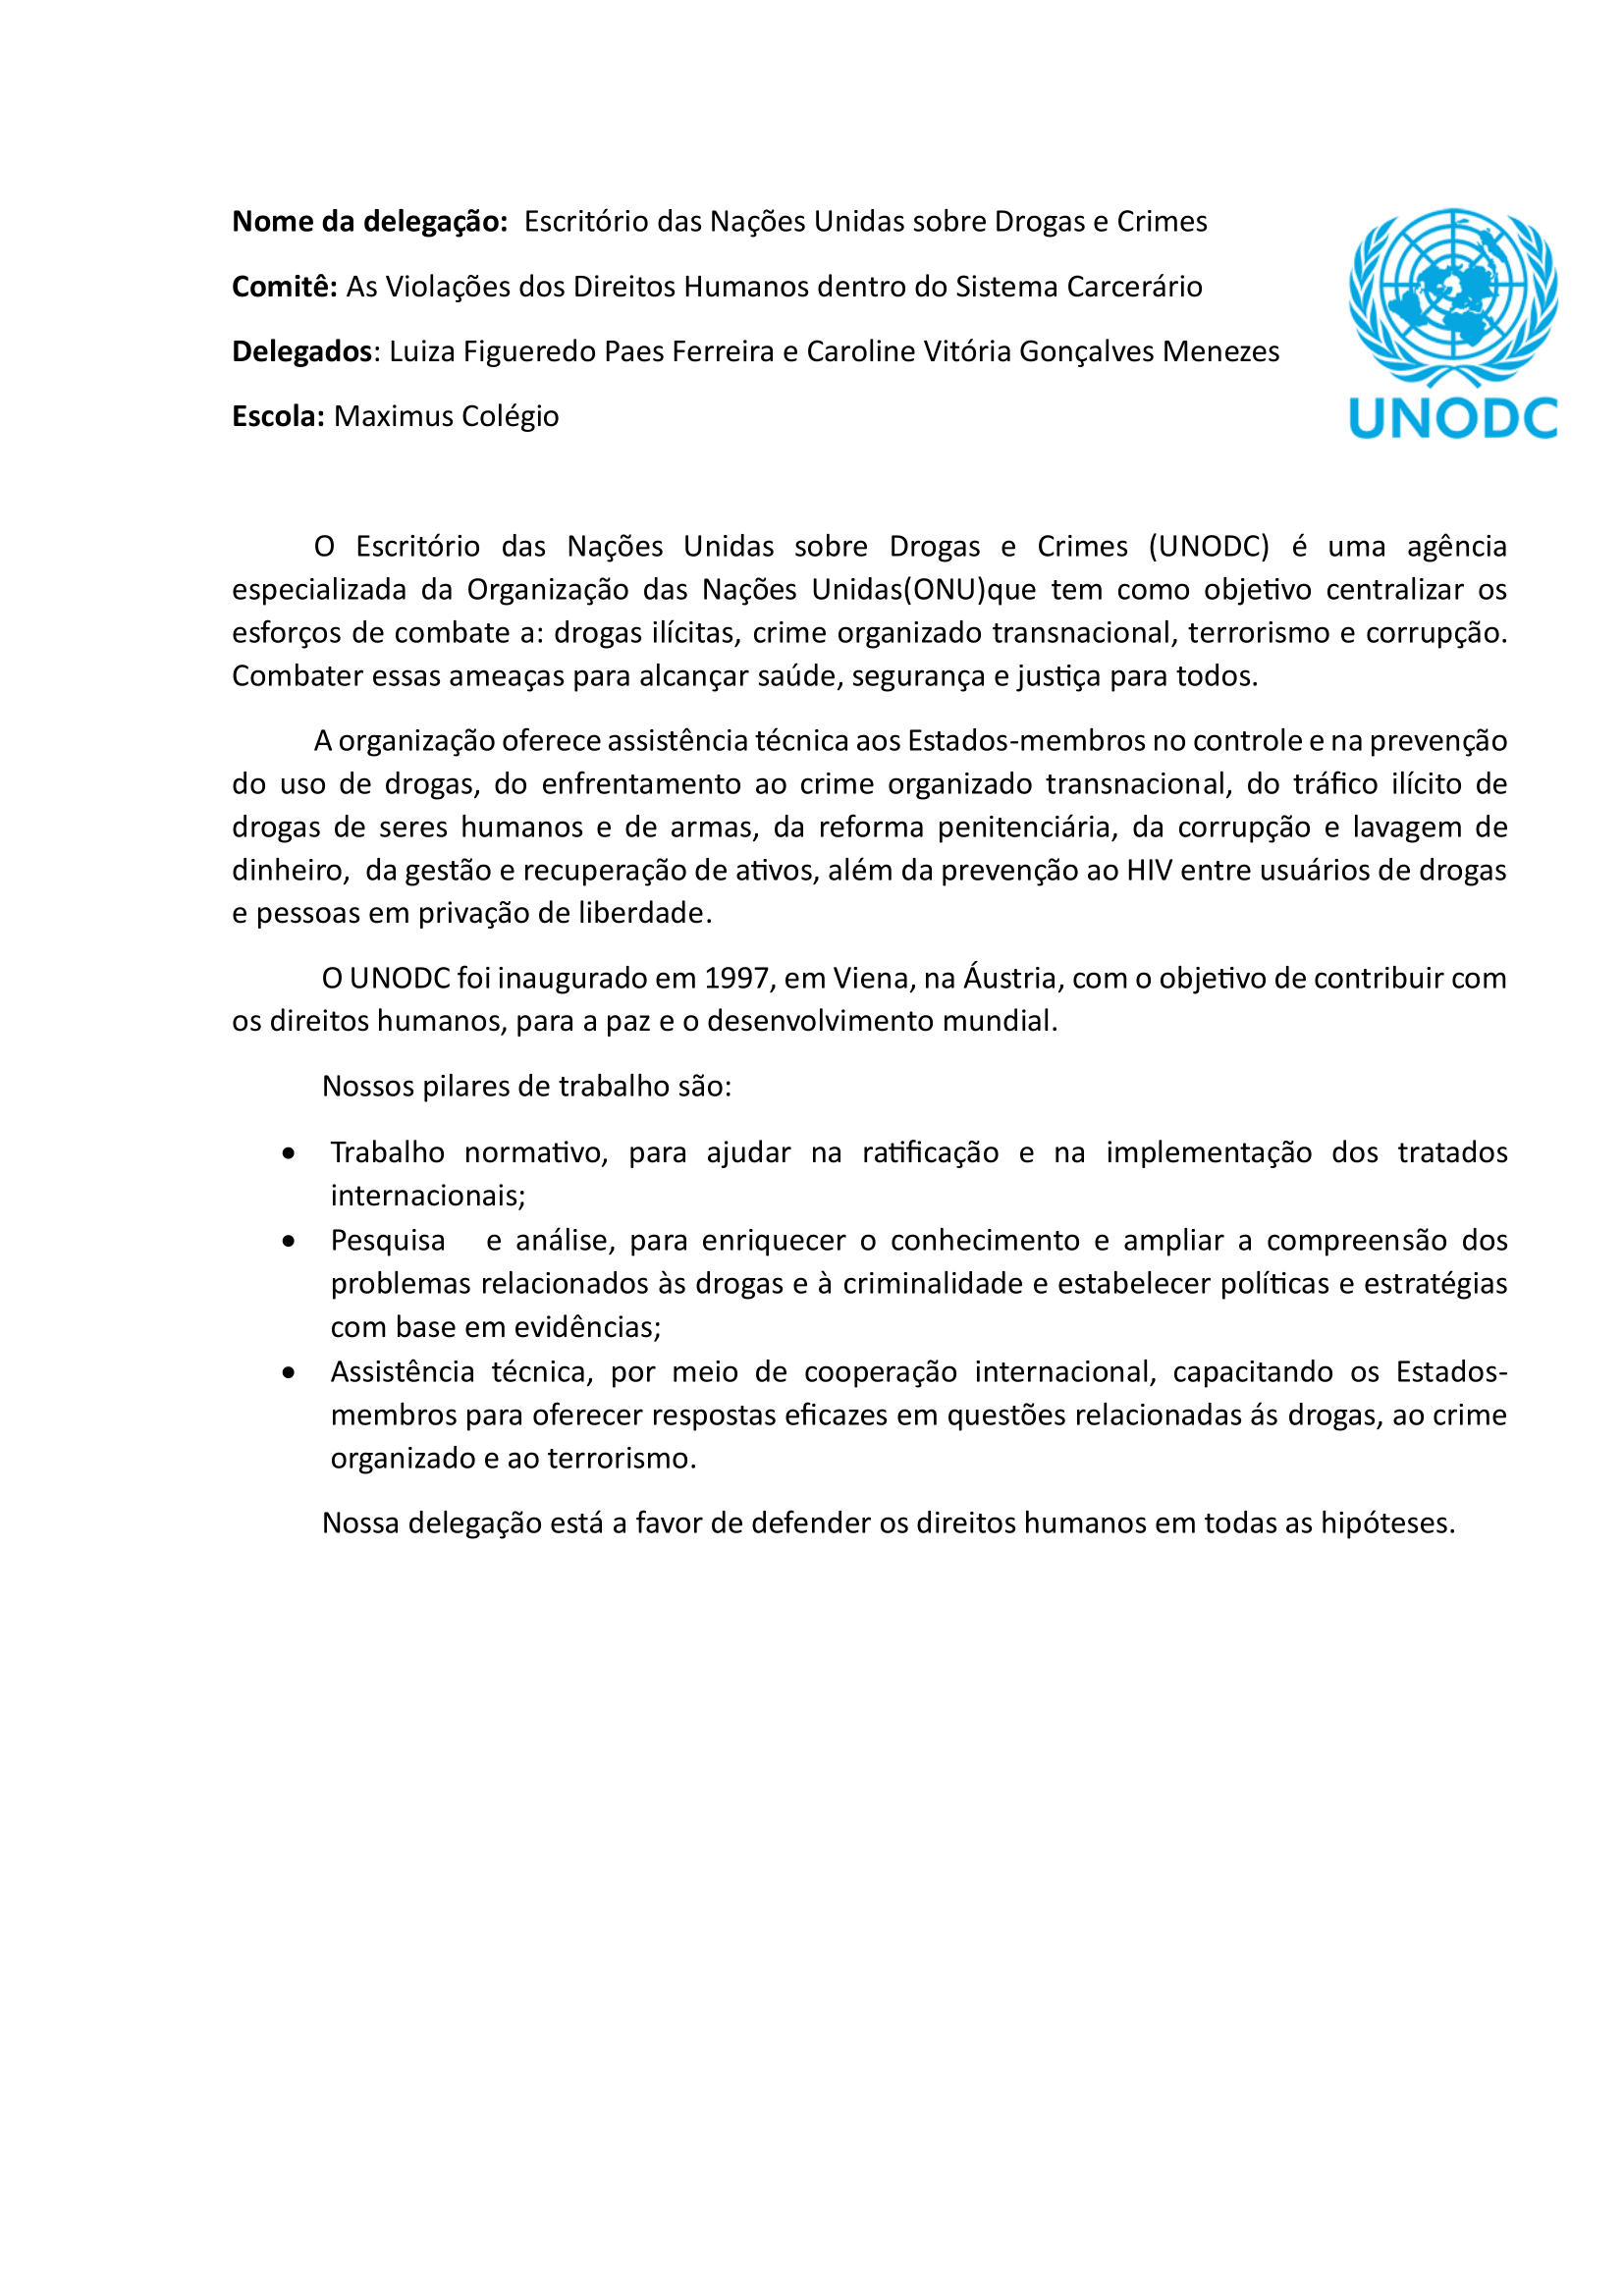 Nome da delegação: Escritório das Nações Unidas sobre Drogas e Crimes
Comitê: As Violações dos Direitos Humanos dentro do Sistema Carcerário
Delegados: Luiza Figueredo Paes Ferreira e Caroline Vitória Gonçalves Menezes
Escola: Maximus Colégio
UNODC
O Escritório das Nações Unidas sobre Drogas e Crimes (UNODC) é uma agência
especializada da Organização das Nações Unidas(ONU)que tem como objetivo centralizar os
esforços de combate a: drogas ilícitas, crime organizado transnacional, terrorismo e corrupção.
Combater essas ameaças para alcançar saúde, segurança e justiça para todos.
A organização oferece assistência técnica aos Estados-membros no controle e na prevenção
do uso de drogas, do enfrentamento ao crime organizado transnacional, do tráfico ilícito de
drogas de seres humanos e de armas, da reforma penitenciária, da corrupção e lavagem de
dinheiro, da gestão e recuperação de ativos, além da prevenção ao HIV entre usuários de drogas
e pessoas em privação de liberdade.
O UNODC foi inaugurado em 1997, em Viena, na Áustria, com o objetivo de contribuir com
os direitos humanos, para a paz e o desenvolvimento mundial.
Nossos pilares de trabalho são:
• Trabalho normativo, para ajudar na ratificação e na implementação dos tratados
internacionais;
• Pesquisa e análise, para enriquecer o conhecimento e ampliar a compreensão dos
problemas relacionados às drogas e à criminalidade e estabelecer políticas e estratégias
com base em evidências;
• Assistência técnica, por meio de cooperação internacional, capacitando os Estados-
membros para oferecer respostas eficazes em questões relacionadas ás drogas, ao crime
organizado e ao terrorismo.
Nossa delegação está a favor de defender os direitos humanos em todas as hipóteses.